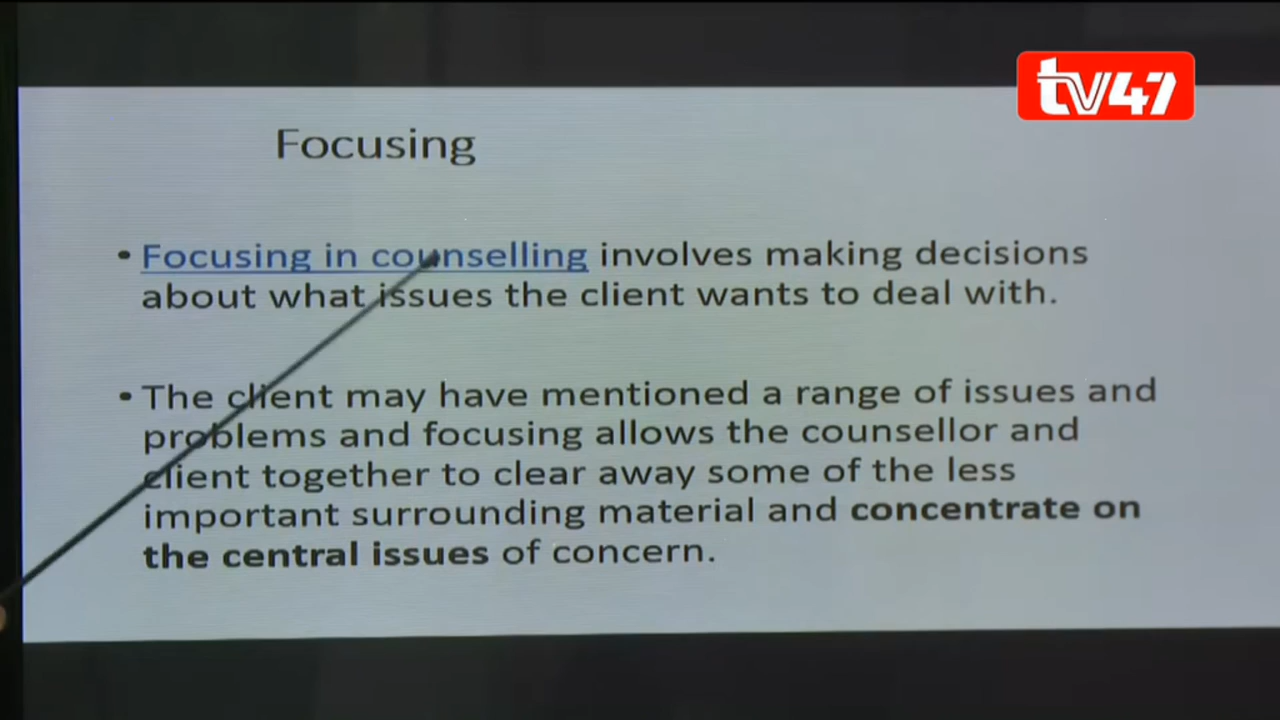 tv47
Focusing
• Focusing in counselling involves making decisions
about what issues the client wants to deal with.
• The client may have mentioned a range of issues and
problems and focusing allows the counsellor and
client together to clear away some of the less
important surrounding material and concentrate on
the central issues of concern.